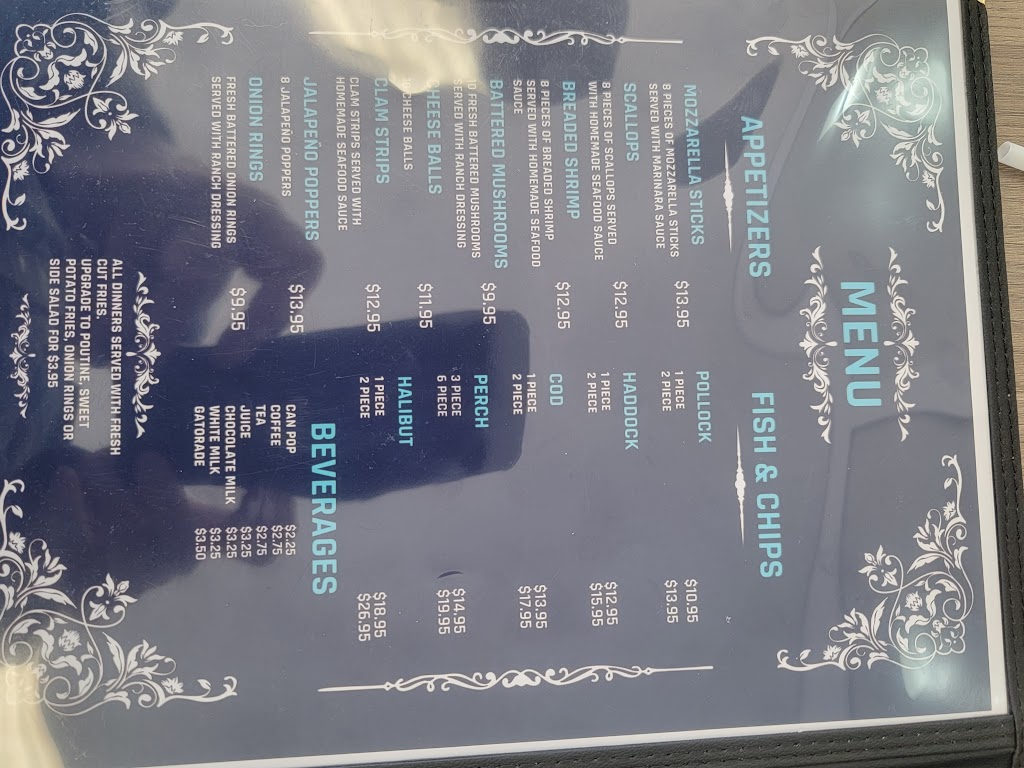 MENU
APPETIZERS
MOZZARELLA STICKS
8 PIECES OF MOZZARELLA STICKS
SERVED WITH MARINARA SAUCE
$13.95
SCALLOPS
8 PIECES OF SCALLOPS SERVED
WITH HOMEMADE SEAFOOD SAUCE
$12.95
BREADED SHRIMP
8 PIECES OF BREADED SHRIMP
SERVED WITH HOMEMADE SEAFOOD
SAUCE
$12.95
BATTERED MUSHROOMS
10 FRESH BATTERED MUSHROOMS
SERVED WITH RANCH DRESSING
$9.95
CHEESE BALLS
CHEESE BALLS
$11.95
CLAM STRIPS
CLAM STRIPS SERVED WITH
HOMEMADE SEAFOOD SAUCE
$12.95
JALAPEÑO POPPERS
8 JALAPEÑO POPPERS
$13.95
ONION RINGS
FRESH BATTERED ONION RINGS
SERVED WITH RANCH DRESSING
$9.95
FISH & CHIPS
POLLOCK
1 PIECE $10.95
2 PIECE $13.95
HADDOCK
1 PIECE $12.95
2 PIECE $15.95
COD
1 PIECE $13.95
2 PIECE $17.95
PERCH
3 PIECE $14.95
6 PIECE $19.95
HALIBUT
1 PIECE $18.95
2 PIECE $26.95
BEVERAGES
CAN POP $2.25
COFFEE $2.75
TEA $2.75
JUICE $3.25
CHOCOLATE MILK $3.25
WHITE MILK $3.25
GATORADE $3.50
ALL DINNERS SERVED WITH FRESH
CUT FRIES.
UPGRADE TO POUTINE, SWEET
POTATO FRIES, ONION RINGS OR
SIDE SALAD FOR $3.95